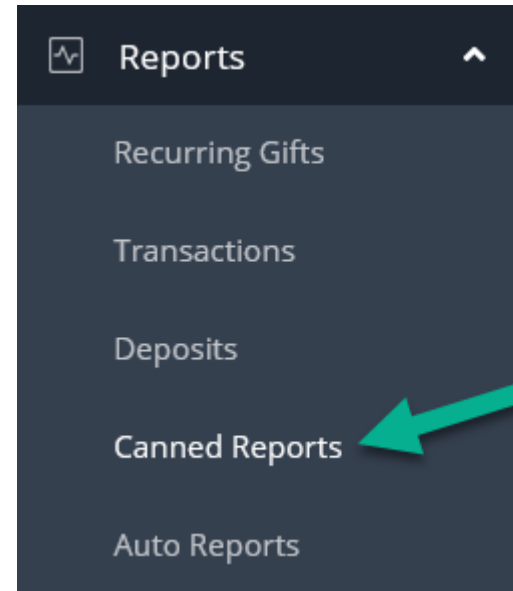 Reports
Recurring Gifts
Transactions
Deposits
Canned Reports
Auto Reports